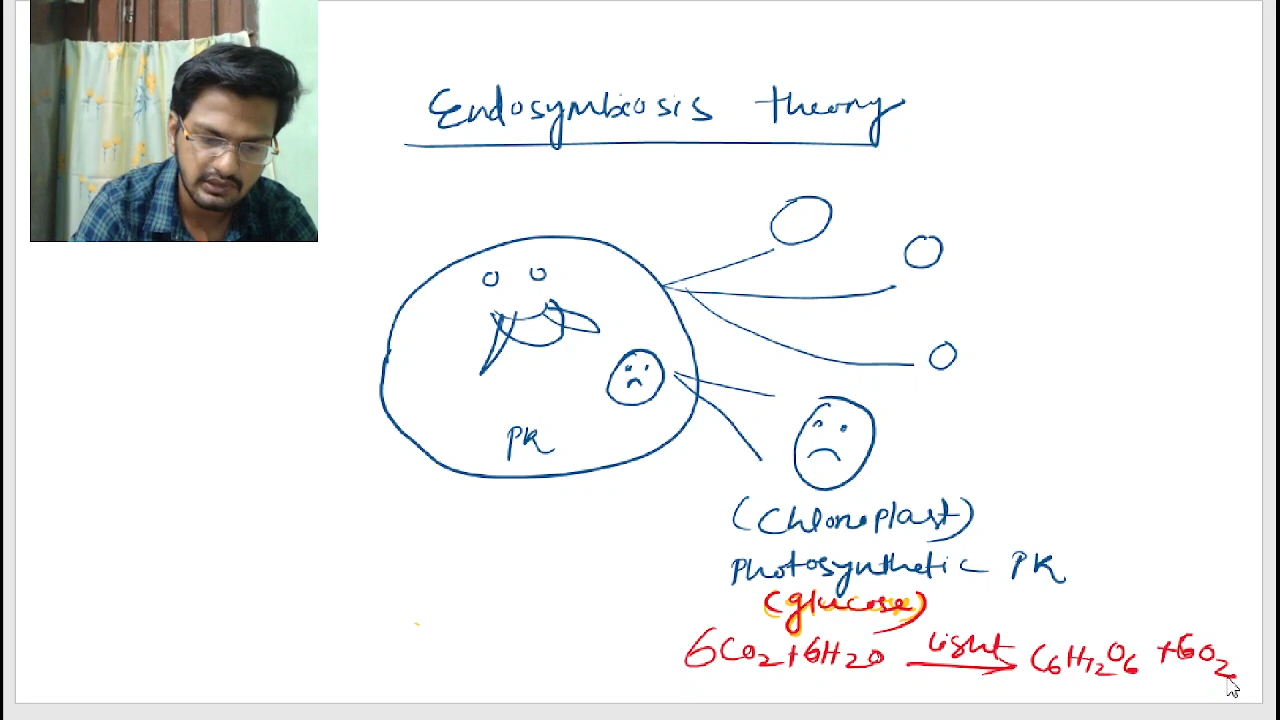 Endosymbiosis theory
PK
(Chloroplast)
Photosynthetic PK
(glucose)
6CO2+6H2O light C6H12O6 +6O2